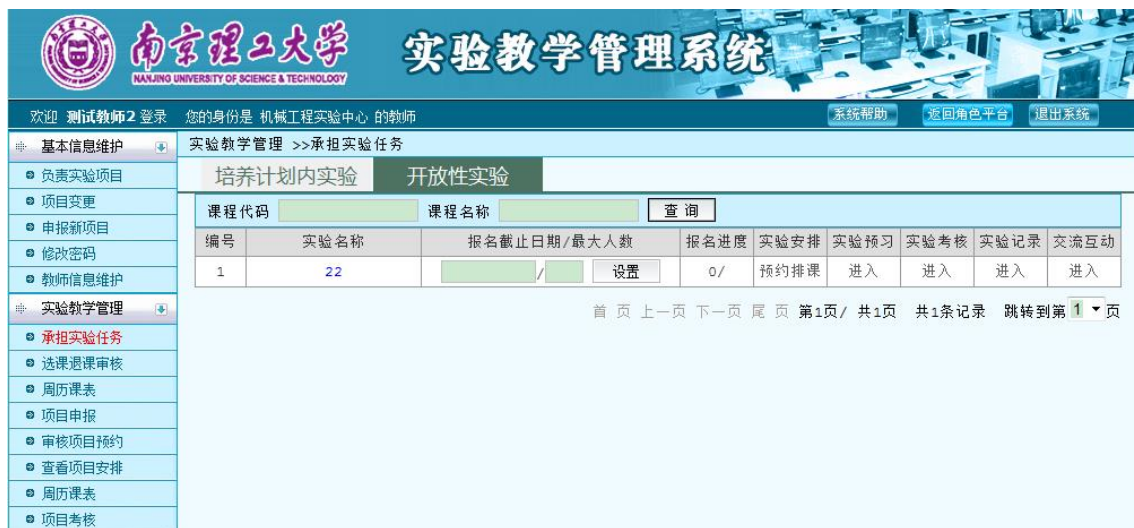 南京理工大学
NANJING UNIVERSITY OF SCIENCE & TECHNOLOGY
实验教学管理系统
欢迎 测试教师2 登录 您的身份是 机械工程实验中心 的教师
系统帮助 返回角色平台 退出系统
基本信息维护
负责实验项目
项目变更
申报新项目
修改密码
教师信息维护
实验教学管理
承担实验任务
选课退课审核
周历课表
项目申报
审核项目预约
查看项目安排
周历课表
项目考核
实验教学管理 >>承担实验任务
培养计划内实验 开放性实验
课程代码 课程名称 查询
编号 实验名称 报名截止日期/最大人数 报名进度 实验安排 实验预习 实验考核 实验记录 交流互动
1 22 / 设置 0/ 预约排课 进入 进入 进入 进入
首 页 上一页 下一页 尾 页 第1页/ 共1页 共1条记录 跳转到第 1 页